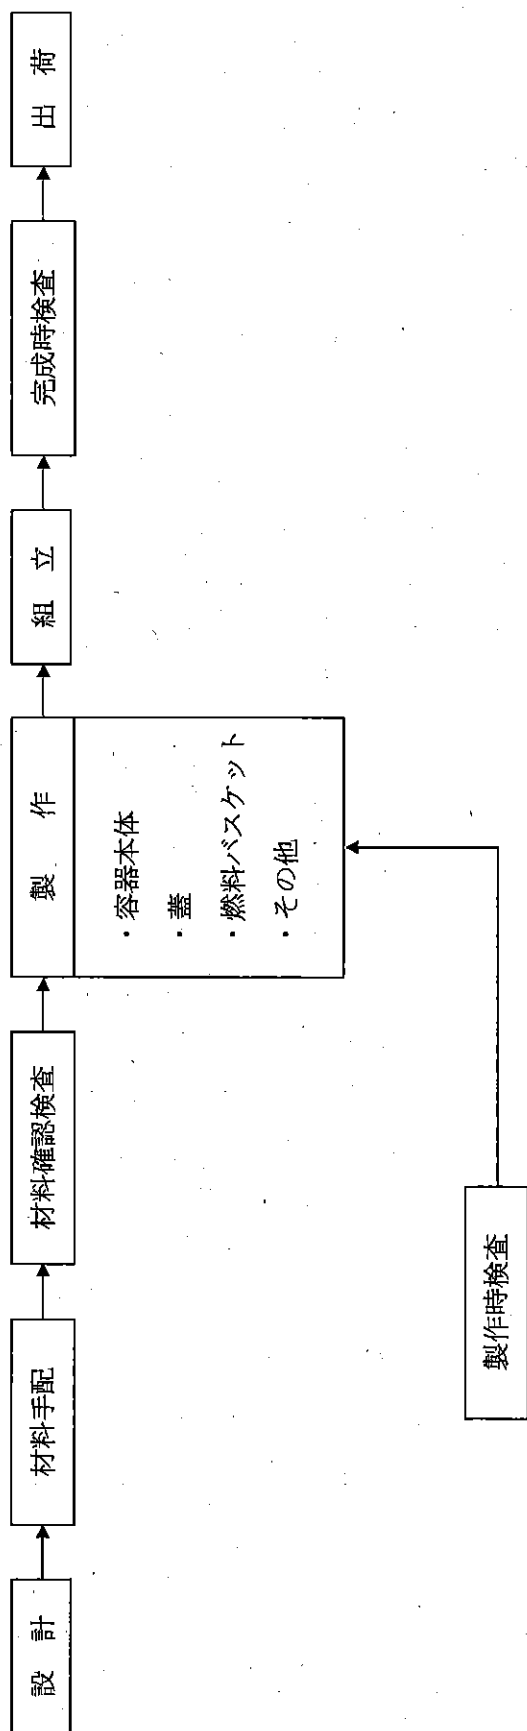 設 計
材料手配
材料確認検査
製 作
・容器本体
・蓋
・燃料バスケット
・その他
組 立
完成時検査
出 荷
製作時検査